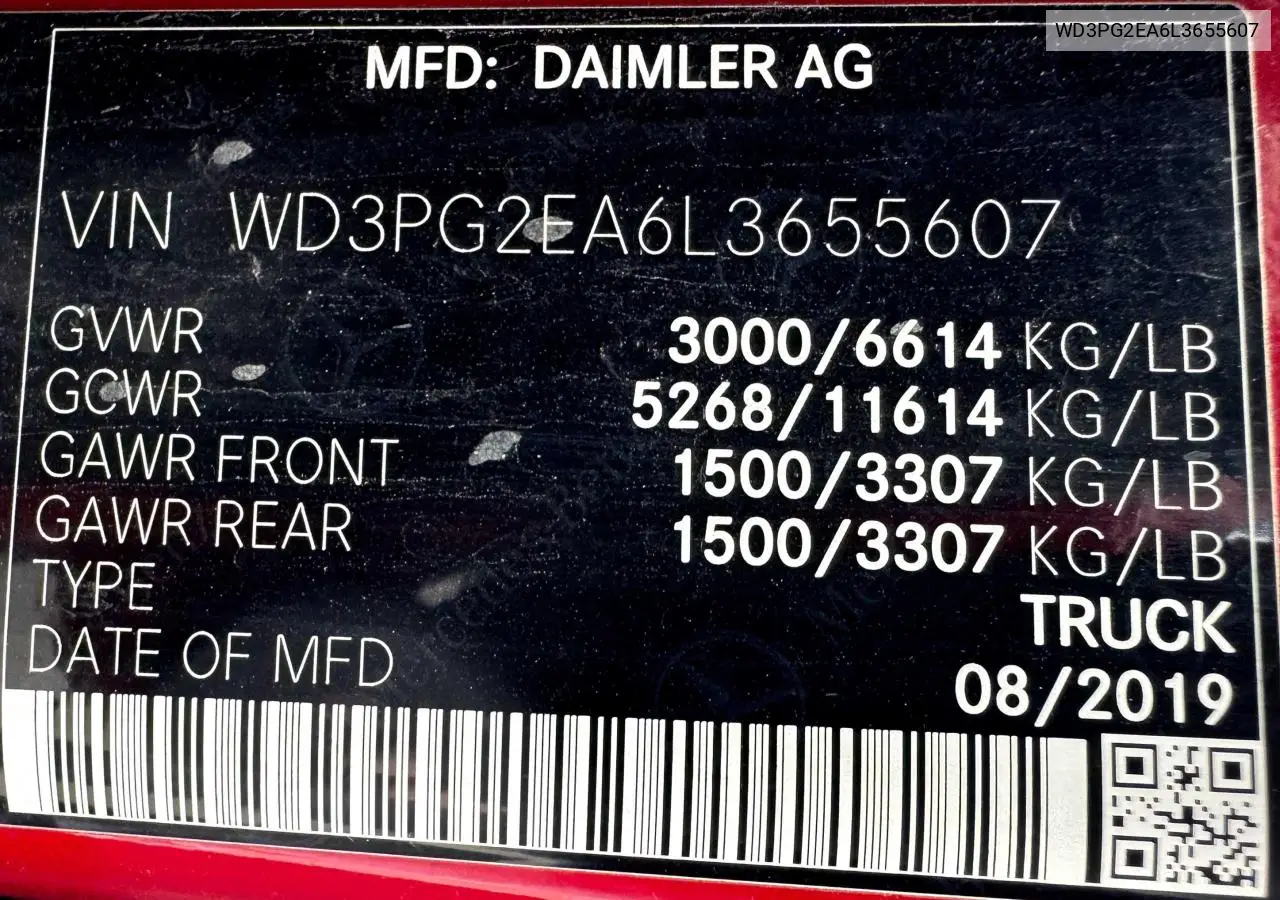 WD3PG2EA6L3655607
MFD: DAIMLER AG
VIN WD3PG2EA6L3655607
GVWR 3000/6614 KG/LB
GCWR 5268/11614 KG/LB
GAWR FRONT 1500/3307 KG/LB
GAWR REAR 1500/3307 KG/LB
TYPE TRUCK
DATE OF MFD 08/2019